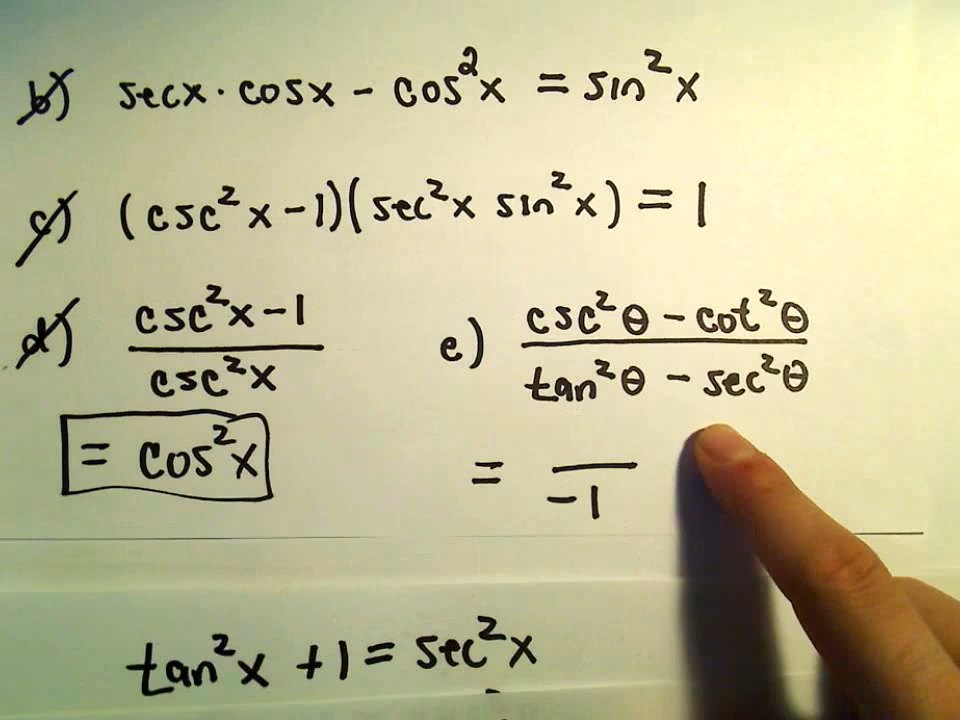 b) secx · cosx - cos²x = sin²x
c) (csc²x - 1)(sec²x sin²x) = 1
d) csc²x - 1
csc²x
= cos²x
e) csc²θ - cot²θ
tan²θ - sec²θ
= —
-1
tan²x + 1 = sec²x